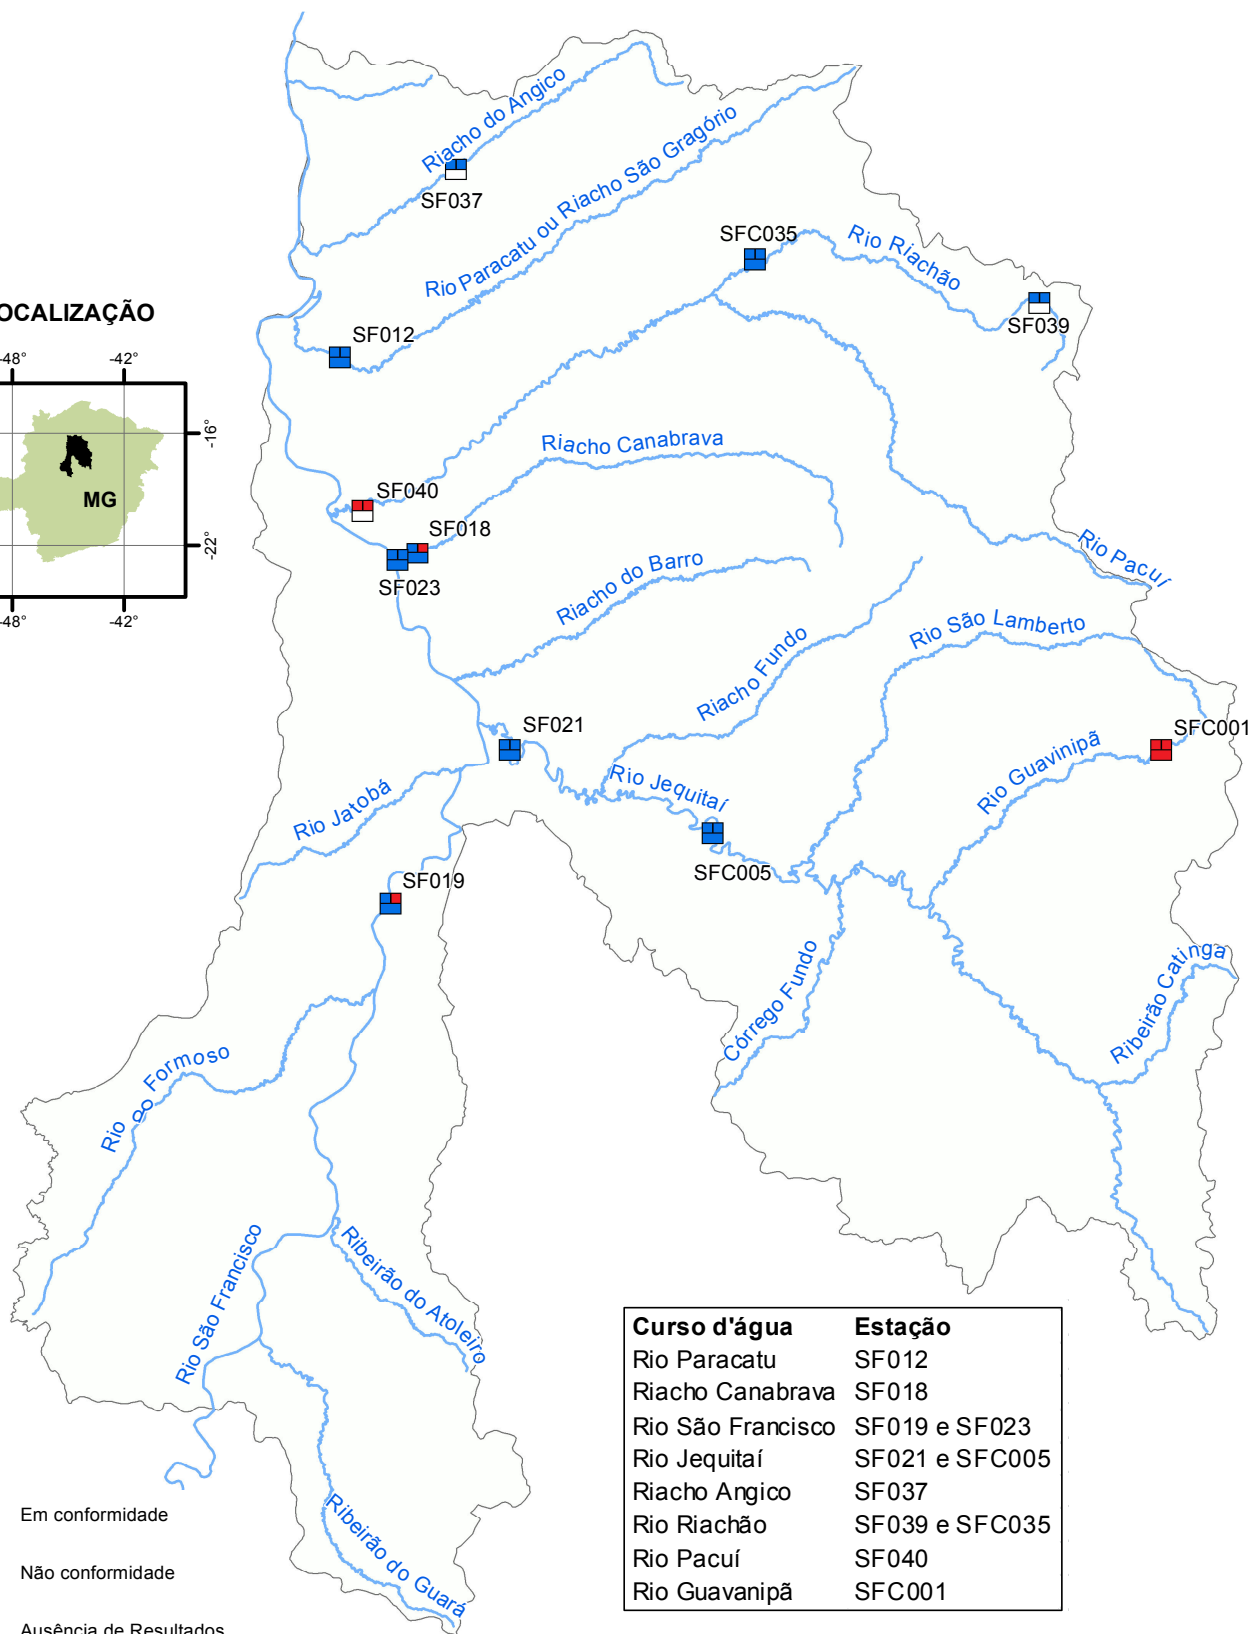 Riacho do Angico
SF037
Rio Paracatu ou Riacho São Gragório
SFC035
Rio Riachão
SF039
OCALIZAÇÃO
-48°
-42°
-16°
MG
-22°
-48°
-42°
SF012
Riacho Canabrava
SF040
SF018
SF023
Riacho do Barro
Rio Pacuí
Rio São Lamberto
Riacho Fundo
SF021
SFC001
Rio Guavinipã
Rio Jequitaí
Rio Jatobá
SFC005
SF019
Córrego Fundo
Ribeirão Catinga
Rio do Formoso
Rio São Francisco
Ribeirão do Atoleiro
Ribeirão do Guará
Curso d'água Estação
Rio Paracatu SF012
Riacho Canabrava SF018
Rio São Francisco SF019 e SF023
Rio Jequitaí SF021 e SFC005
Riacho Angico SF037
Rio Riachão SF039 e SFC035
Rio Pacuí SF040
Rio Guavanipã SFC001
Em conformidade
Não conformidade
Ausência de Resultados